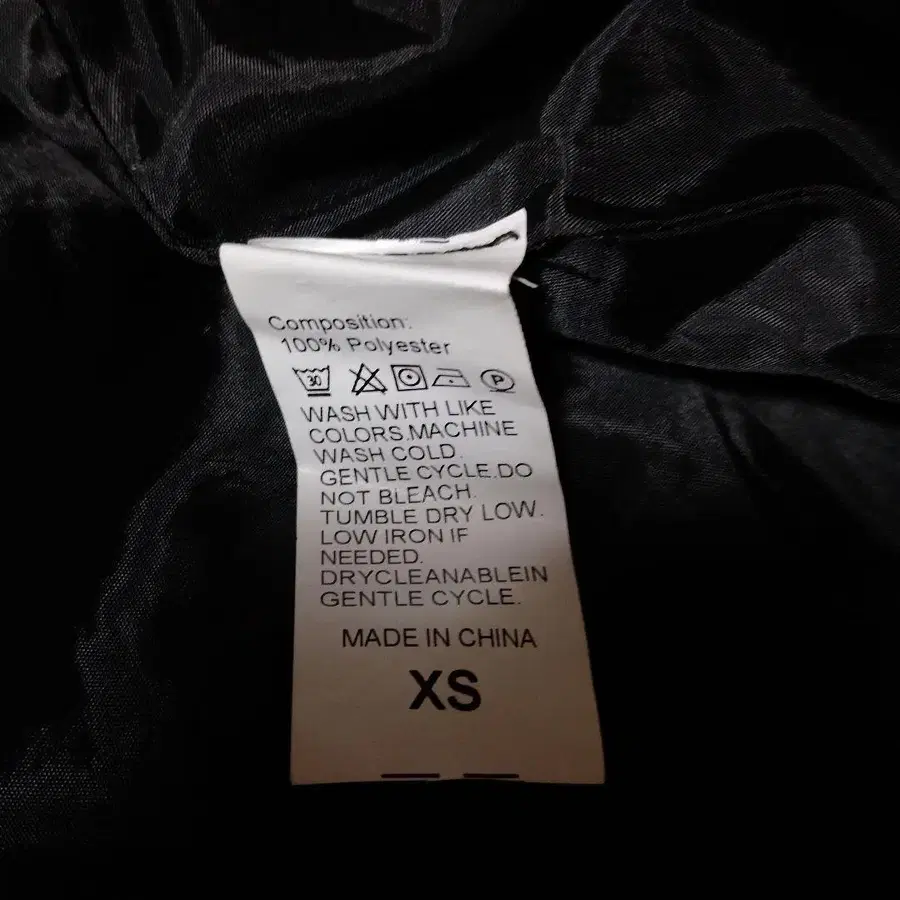 Composition:
100% Polyester
30 P
WASH WITH LIKE
COLORS.MACHINE
WASH COLD.
GENTLE CYCLE.DO
NOT BLEACH.
TUMBLE DRY LOW.
LOW IRON IF
NEEDED.
DRYCLEANABLEIN
GENTLE CYCLE.
MADE IN CHINA
XS